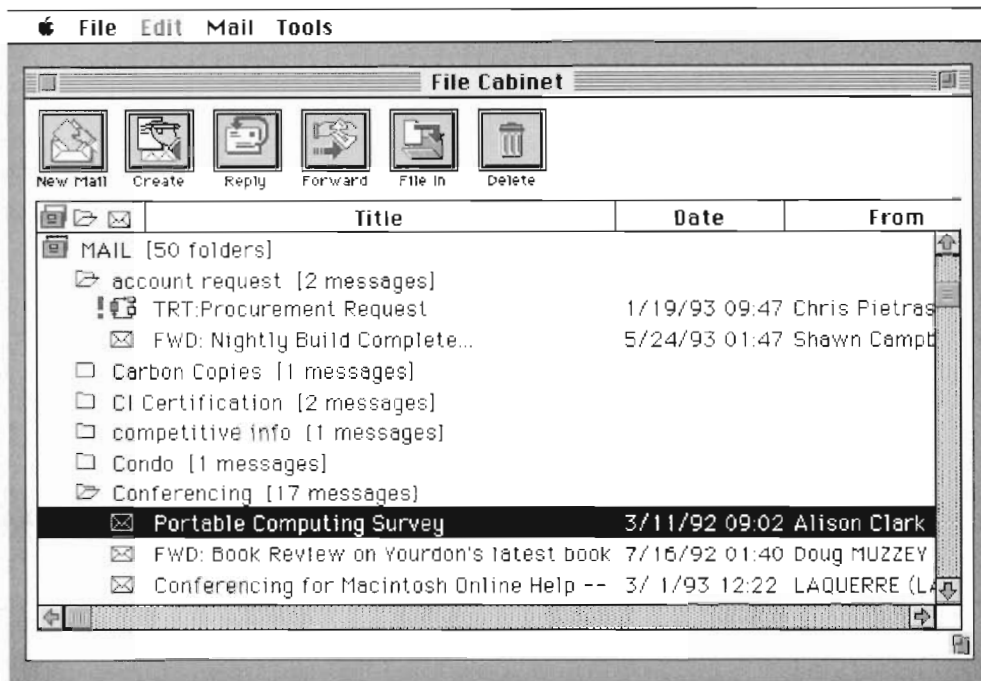 File Edit Mail Tools
File Cabinet
New Mail Create Reply Forward File In Delete
Title Date From
MAIL [50 folders]
account request [2 messages]
! TRT:Procurement Request 1/19/93 09:47 Chris Pietras
FWD: Nightly Build Complete... 5/24/93 01:47 Shawn Campb
Carbon Copies [1 messages]
CI Certification [2 messages]
competitive info [1 messages]
Condo [1 messages]
Conferencing [17 messages]
Portable Computing Survey 3/11/92 09:02 Alison Clark
FWD: Book Review on Yourdon's latest book 7/16/92 01:40 Doug MUZZEY
Conferencing for Macintosh Online Help -- 3/ 1/93 12:22 LAQUERRE (LA